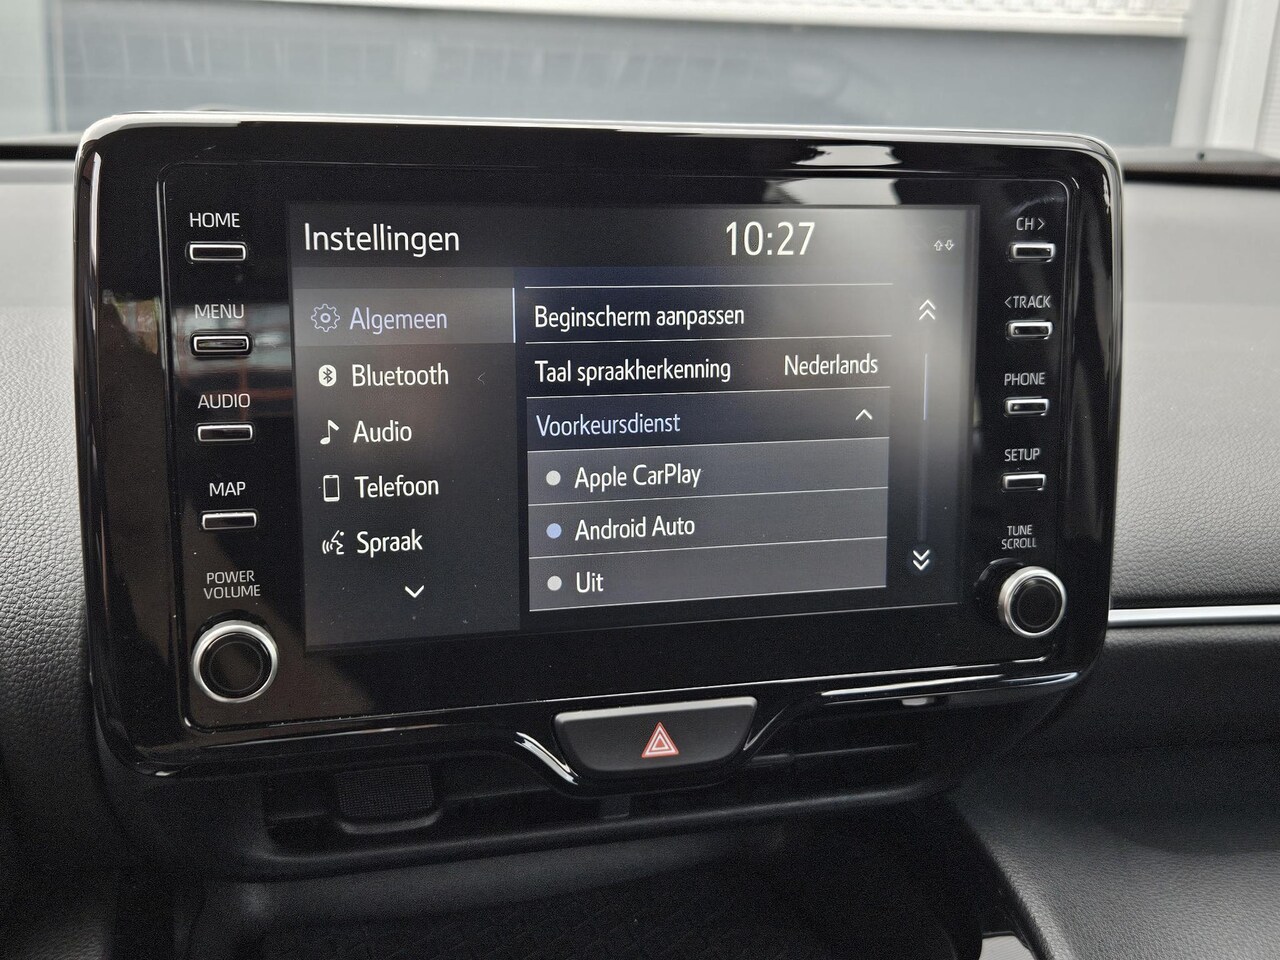 HOME
MENU
AUDIO
MAP
POWER
VOLUME
Instellingen
10:27
Algemeen
Bluetooth
Audio
Telefoon
Spraak
Beginscherm aanpassen
Taal spraakherkenning Nederlands
Voorkeursdienst
Apple CarPlay
Android Auto
Uit
CH >
< TRACK
PHONE
SETUP
TUNE
SCROLL